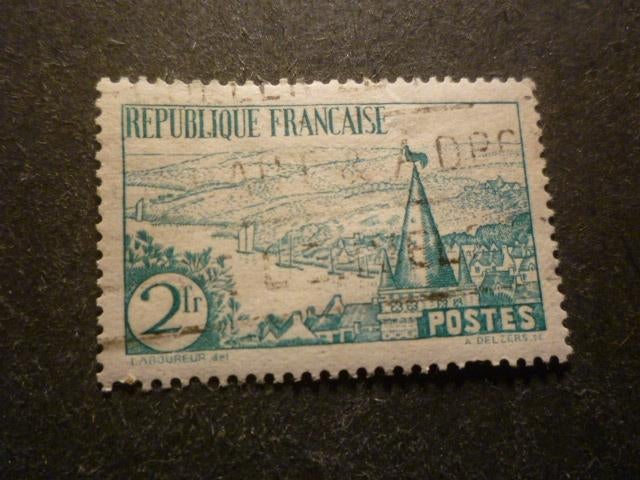 REPUBLIQUE FRANCAISE
2fr
POSTES
LABOUREUR del
A. DELZERS. SC